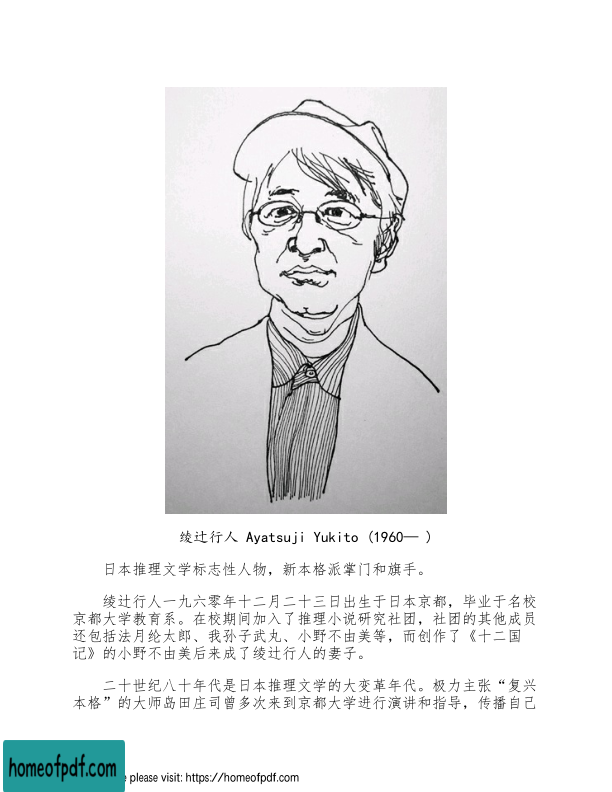 绫辻行人 Ayatsuji Yukito (1960— )
日本推理文学标志性人物，新本格派掌门和旗手。
绫辻行人一九六零年十二月二十三日出生于日本京都，毕业于名校
京都大学教育系。在校期间加入了推理小说研究社团，社团的其他成员
还包括法月纶太郎、我孙子武丸、小野不由美等，而创作了《十二国
记》的小野不由美后来成了绫辻行人的妻子。
二十世纪八十年代是日本推理文学的大变革年代。极力主张“复兴
本格”的大师岛田庄司曾多次来到京都大学进行演讲和指导，传播自己
homeofpdf.com
please visit: https://homeofpdf.com